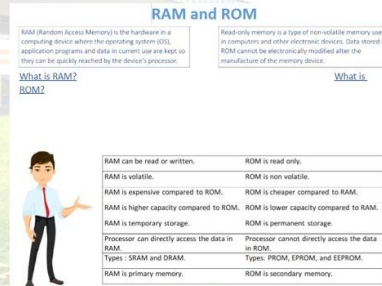 RAM and ROM
RAM (Random Access Memory) is the hardware in a
computing device where the operating system (OS),
application programs and data in current use are kept so
they can be quickly reached by the device's processor.
Read-only memory is a type of non-volatile memory use
in computers and other electronic devices. Data stored
ROM cannot be electronically modified after the
manufacture of the memory device.
What is RAM?
What is
ROM?
RAM can be read or written. ROM is read only.
RAM is volatile. ROM is non volatile.
RAM is expensive compared to ROM. ROM is cheaper compared to RAM.
RAM is higher capacity compared to ROM. ROM is lower capacity compared to RAM.
RAM is temporary storage. ROM is permanent storage.
Processor can directly access the data in Processor cannot directly access the data
RAM. in ROM.
Types : SRAM and DRAM. Types: PROM, EPROM, and EEPROM.
RAM is primary memory. ROM is secondary memory.